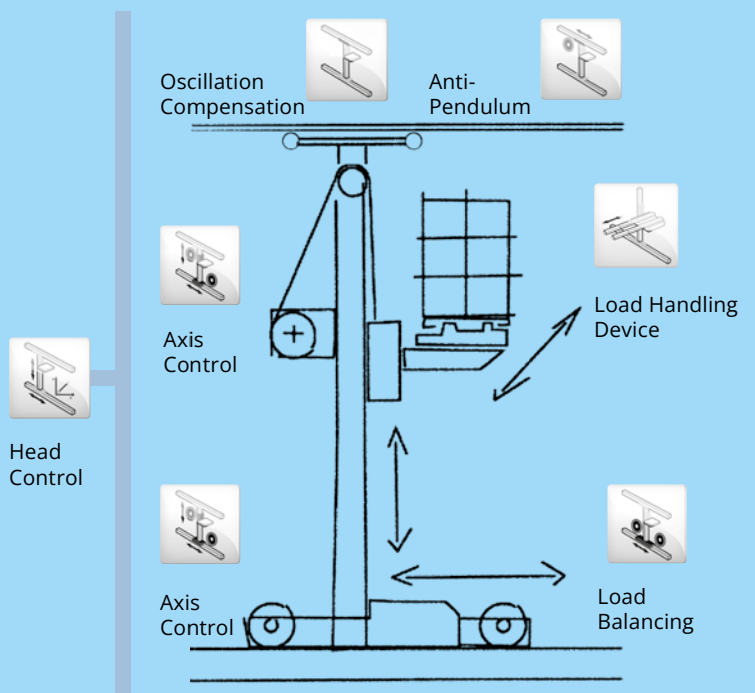 Oscillation
Compensation
Anti-
Pendulum
Axis
Control
Load Handling
Device
Head
Control
Axis
Control
Load
Balancing